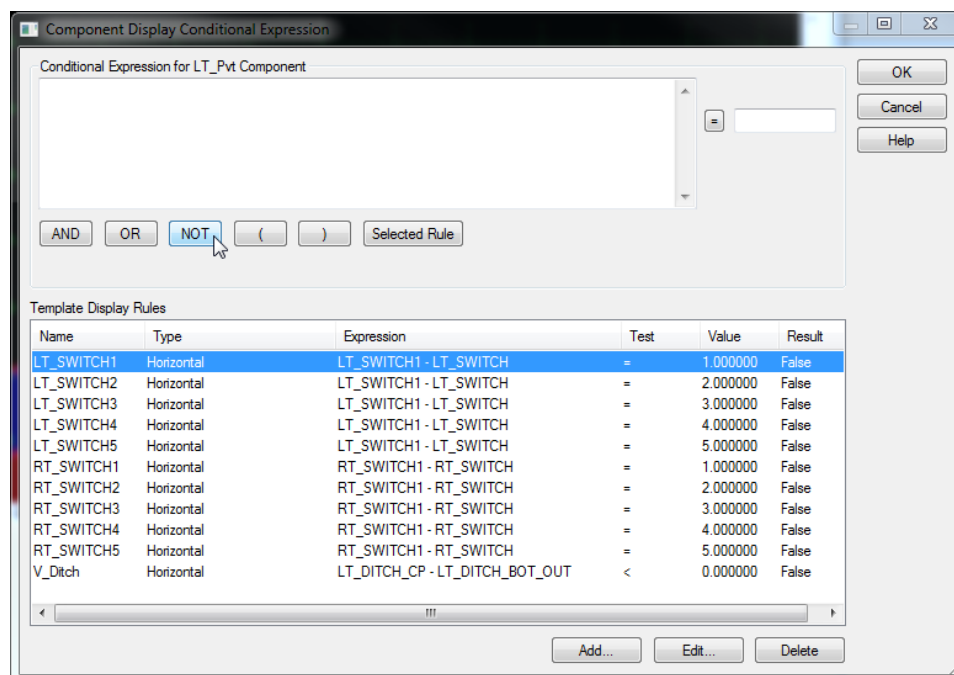 Component Display Conditional Expression
Conditional Expression for LT_Pvt Component
OK
=
Cancel
Help
AND OR NOT ( ) Selected Rule
Template Display Rules
Name Type Expression Test Value Result
LT_SWITCH1 Horizontal LT_SWITCH1 - LT_SWITCH = 1.000000 False
LT_SWITCH2 Horizontal LT_SWITCH1 - LT_SWITCH = 2.000000 False
LT_SWITCH3 Horizontal LT_SWITCH1 - LT_SWITCH = 3.000000 False
LT_SWITCH4 Horizontal LT_SWITCH1 - LT_SWITCH = 4.000000 False
LT_SWITCH5 Horizontal LT_SWITCH1 - LT_SWITCH = 5.000000 False
RT_SWITCH1 Horizontal RT_SWITCH1 - RT_SWITCH = 1.000000 False
RT_SWITCH2 Horizontal RT_SWITCH1 - RT_SWITCH = 2.000000 False
RT_SWITCH3 Horizontal RT_SWITCH1 - RT_SWITCH = 3.000000 False
RT_SWITCH4 Horizontal RT_SWITCH1 - RT_SWITCH = 4.000000 False
RT_SWITCH5 Horizontal RT_SWITCH1 - RT_SWITCH = 5.000000 False
V_Ditch Horizontal LT_DITCH_CP - LT_DITCH_BOT_OUT < 0.000000 False
Add... Edit... Delete